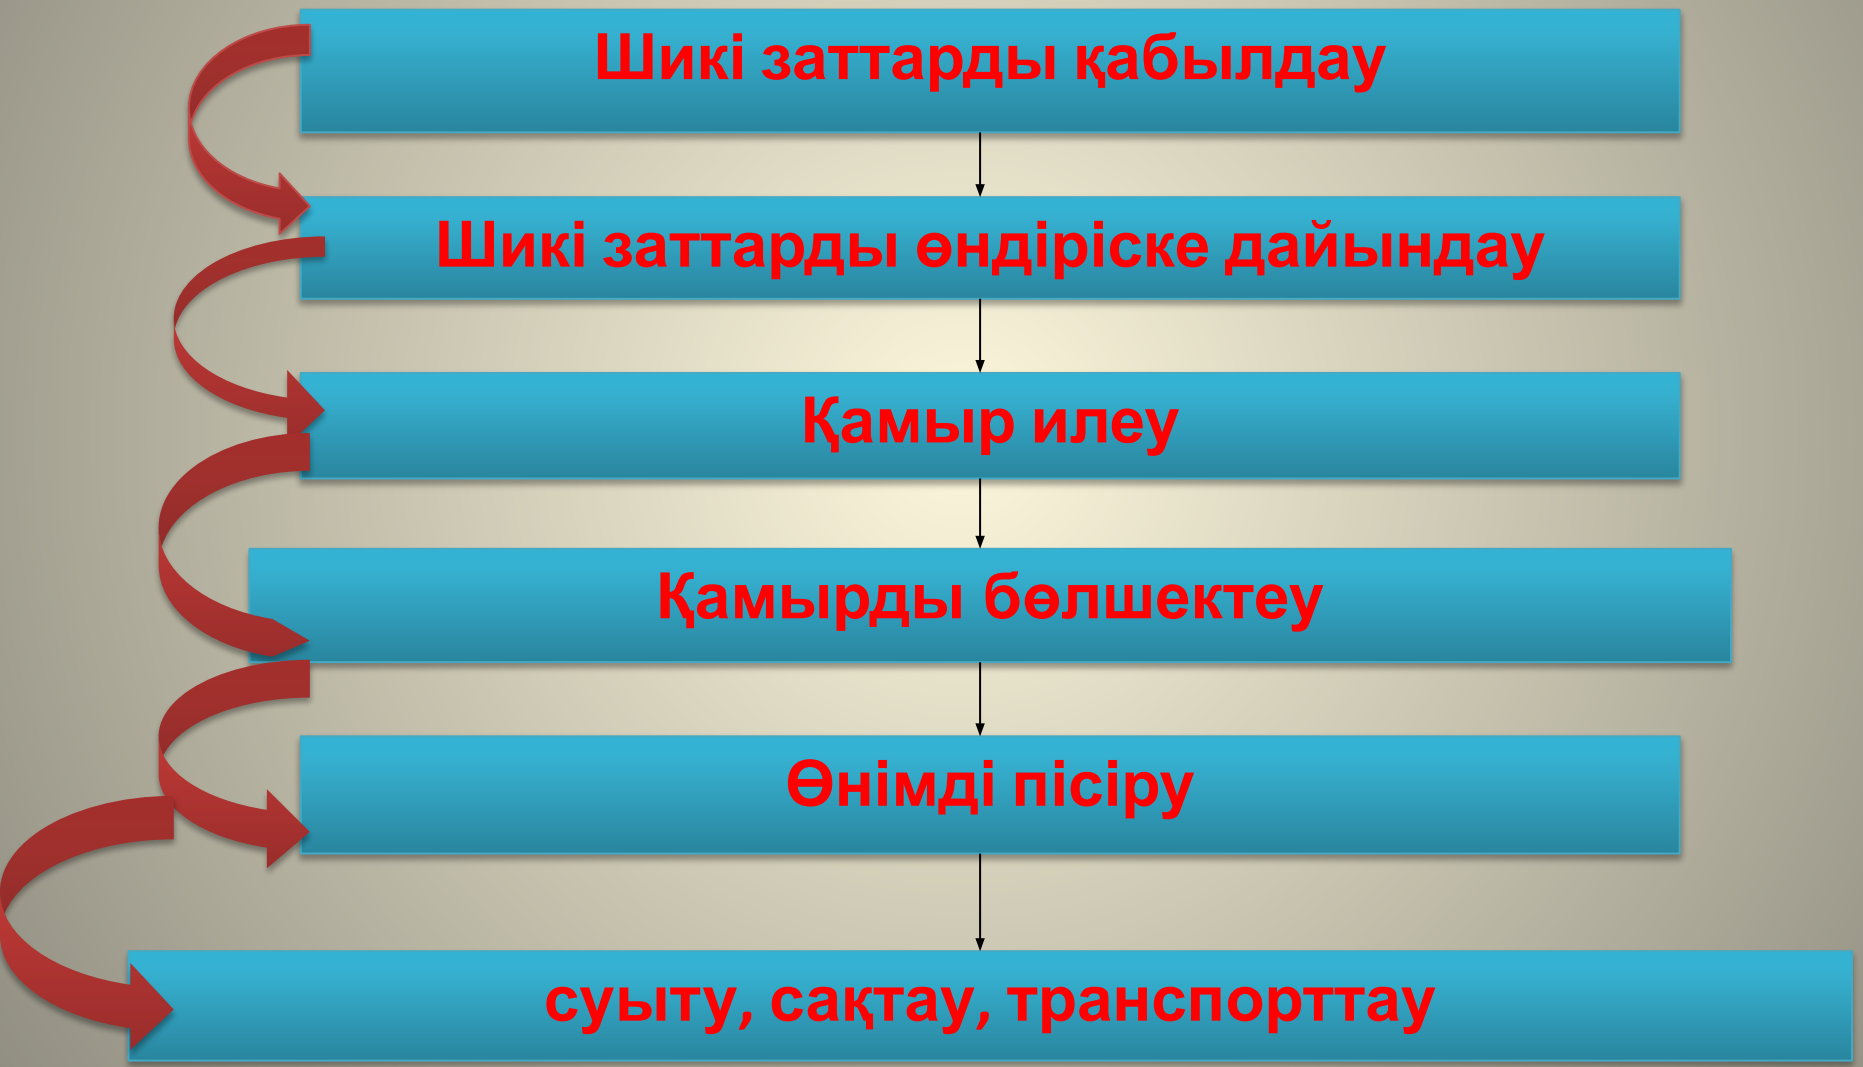 Шикі заттарды қабылдау
Шикі заттарды өндіріске дайындау
Қамыр илеу
Қамырды бөлшектеу
Өнімді пісіру
суыту, сақтау, транспорттау